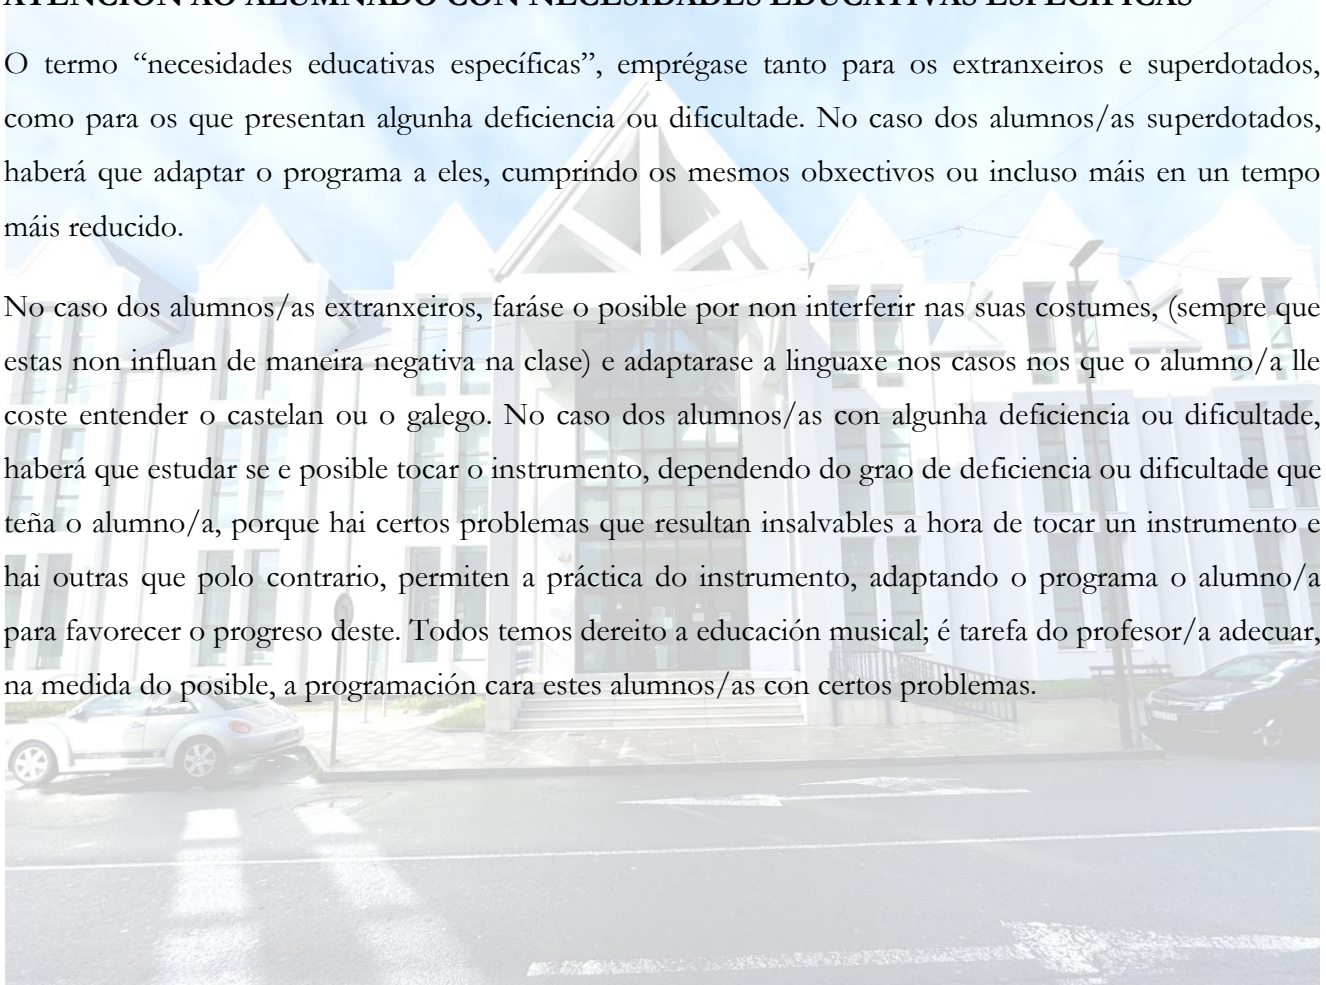 ATENCIÓN AO ALUMNADO CON NECESIDADES EDUCATIVAS ESPECÍFICAS
O termo “necesidades educativas específicas”, emprégase tanto para os extranxeiros e superdotados,
como para os que presentan algunha deficiencia ou dificultade. No caso dos alumnos/as superdotados,
haberá que adaptar o programa a eles, cumprindo os mesmos obxectivos ou incluso máis en un tempo
máis reducido.
No caso dos alumnos/as extranxeiros, faráse o posible por non interferir nas suas costumes, (sempre que
estas non influan de maneira negativa na clase) e adaptarase a linguaxe nos casos nos que o alumno/a lle
coste entender o castelan ou o galego. No caso dos alumnos/as con algunha deficiencia ou dificultade,
haberá que estudar se e posible tocar o instrumento, dependendo do grao de deficiencia ou dificultade que
teña o alumno/a, porque hai certos problemas que resultan insalvables a hora de tocar un instrumento e
hai outras que polo contrario, permiten a práctica do instrumento, adaptando o programa o alumno/a
para favorecer o progreso deste. Todos temos dereito a educación musical; é tarefa do profesor/a adecuar,
na medida do posible, a programación cara estes alumnos/as con certos problemas.